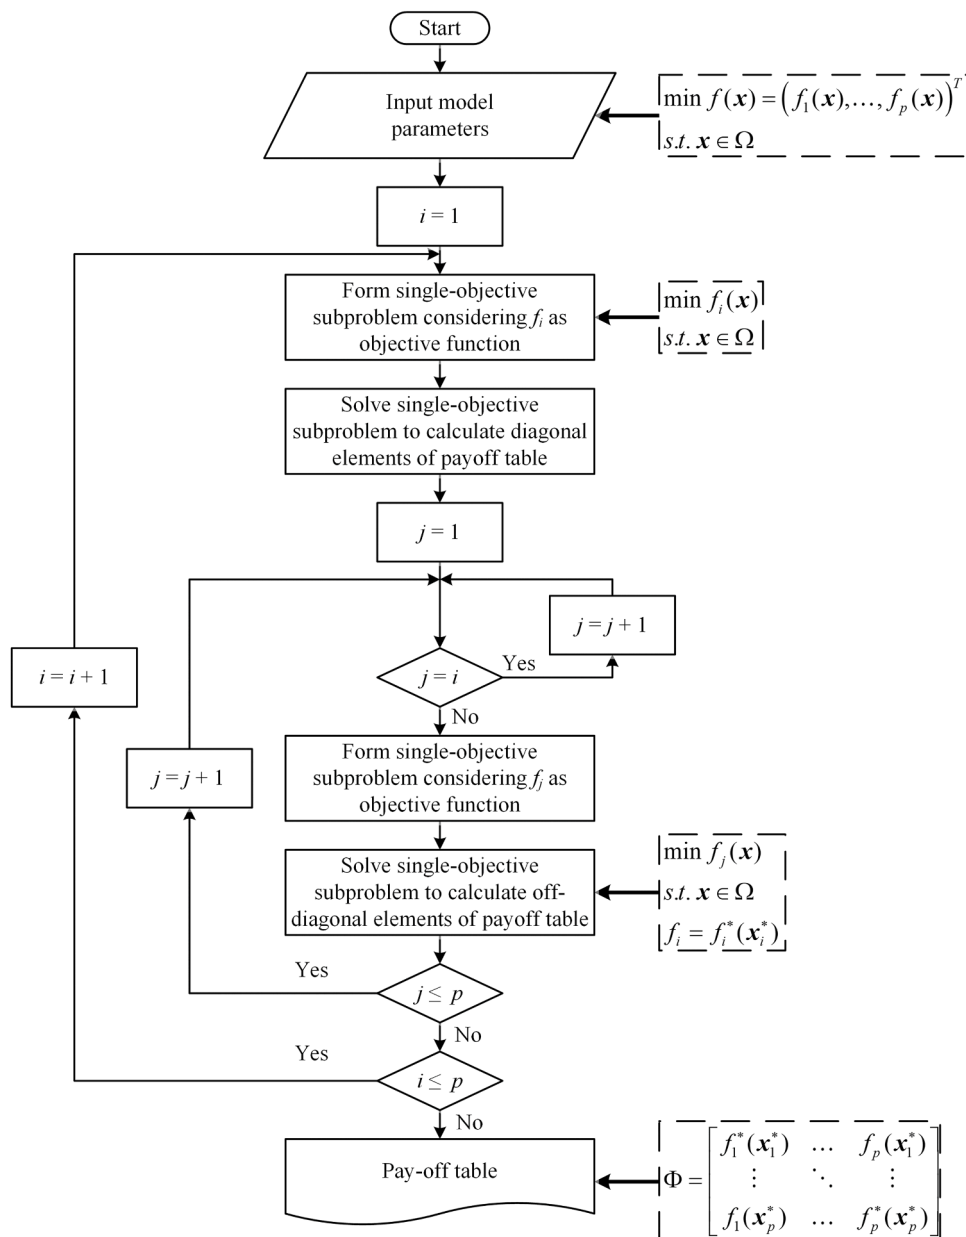 Start
Input model
parameters
min f(x) = (f₁(x),…, fₚ(x))ᵀ
s.t. x ∈ Ω
i = 1
Form single-objective
subproblem considering fᵢ as
objective function
min fᵢ(x)
s.t. x ∈ Ω
Solve single-objective
subproblem to calculate diagonal
elements of payoff table
j = 1
j = j + 1
i = i + 1
j = i
Yes
No
j = j + 1
Form single-objective
subproblem considering fⱼ as
objective function
Solve single-objective
subproblem to calculate off-
diagonal elements of payoff table
min fⱼ(x)
s.t. x ∈ Ω
fᵢ = fᵢ*(xᵢ*)
Yes
j ≤ p
No
Yes
i ≤ p
No
Pay-off table
Φ =
f₁*(x₁*) … fₚ(x₁*)
⋮ ⋱ ⋮
f₁(xₚ*) … fₚ*(xₚ*)